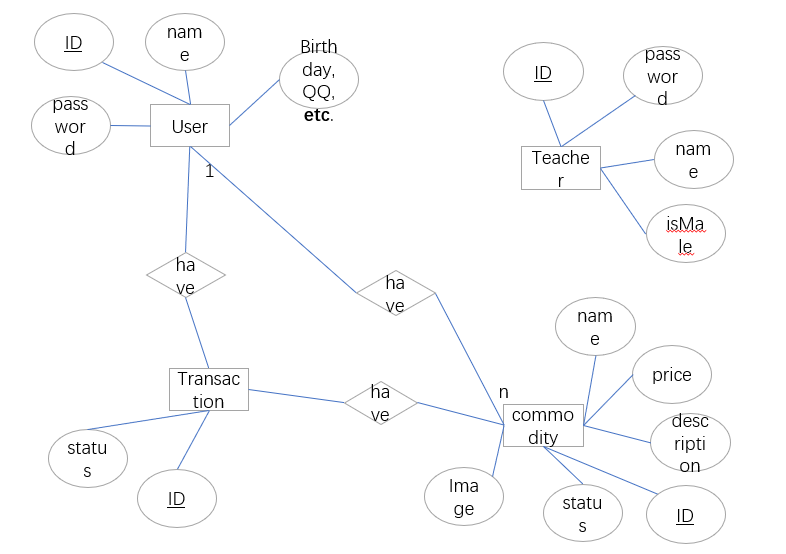 ID
nam
e
Birth
day,
QQ,
etc.
pass
wor
d
User
1
ID
pass
wor
d
Teache
r
nam
e
isMa
le
ha
ve
ha
ve
nam
e
price
Transac
tion
ha
ve
n
commo
dity
desc
ripti
on
statu
s
ID
Ima
ge
statu
s
ID